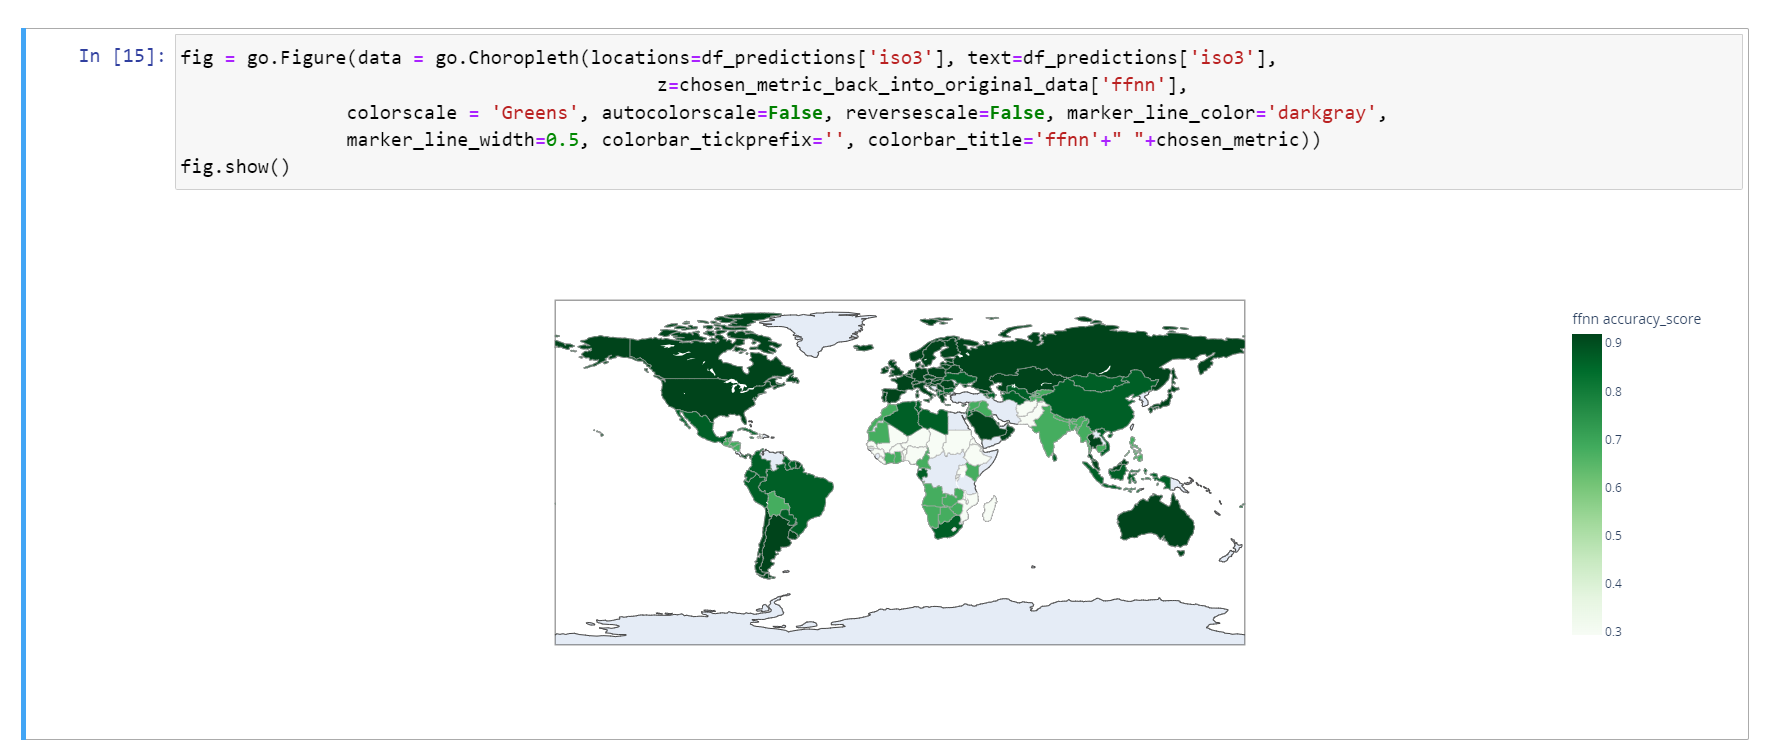 In [15]: fig = go.Figure(data = go.Choropleth(locations=df_predictions['iso3'], text=df_predictions['iso3'],
z=chosen_metric_back_into_original_data['ffnn'],
colorscale = 'Greens', autocolorscale=False, reversescale=False, marker_line_color='darkgray',
marker_line_width=0.5, colorbar_tickprefix='', colorbar_title='ffnn'+" "+chosen_metric))
fig.show()
ffnn accuracy_score
0.9
0.8
0.7
0.6
0.5
0.4
0.3